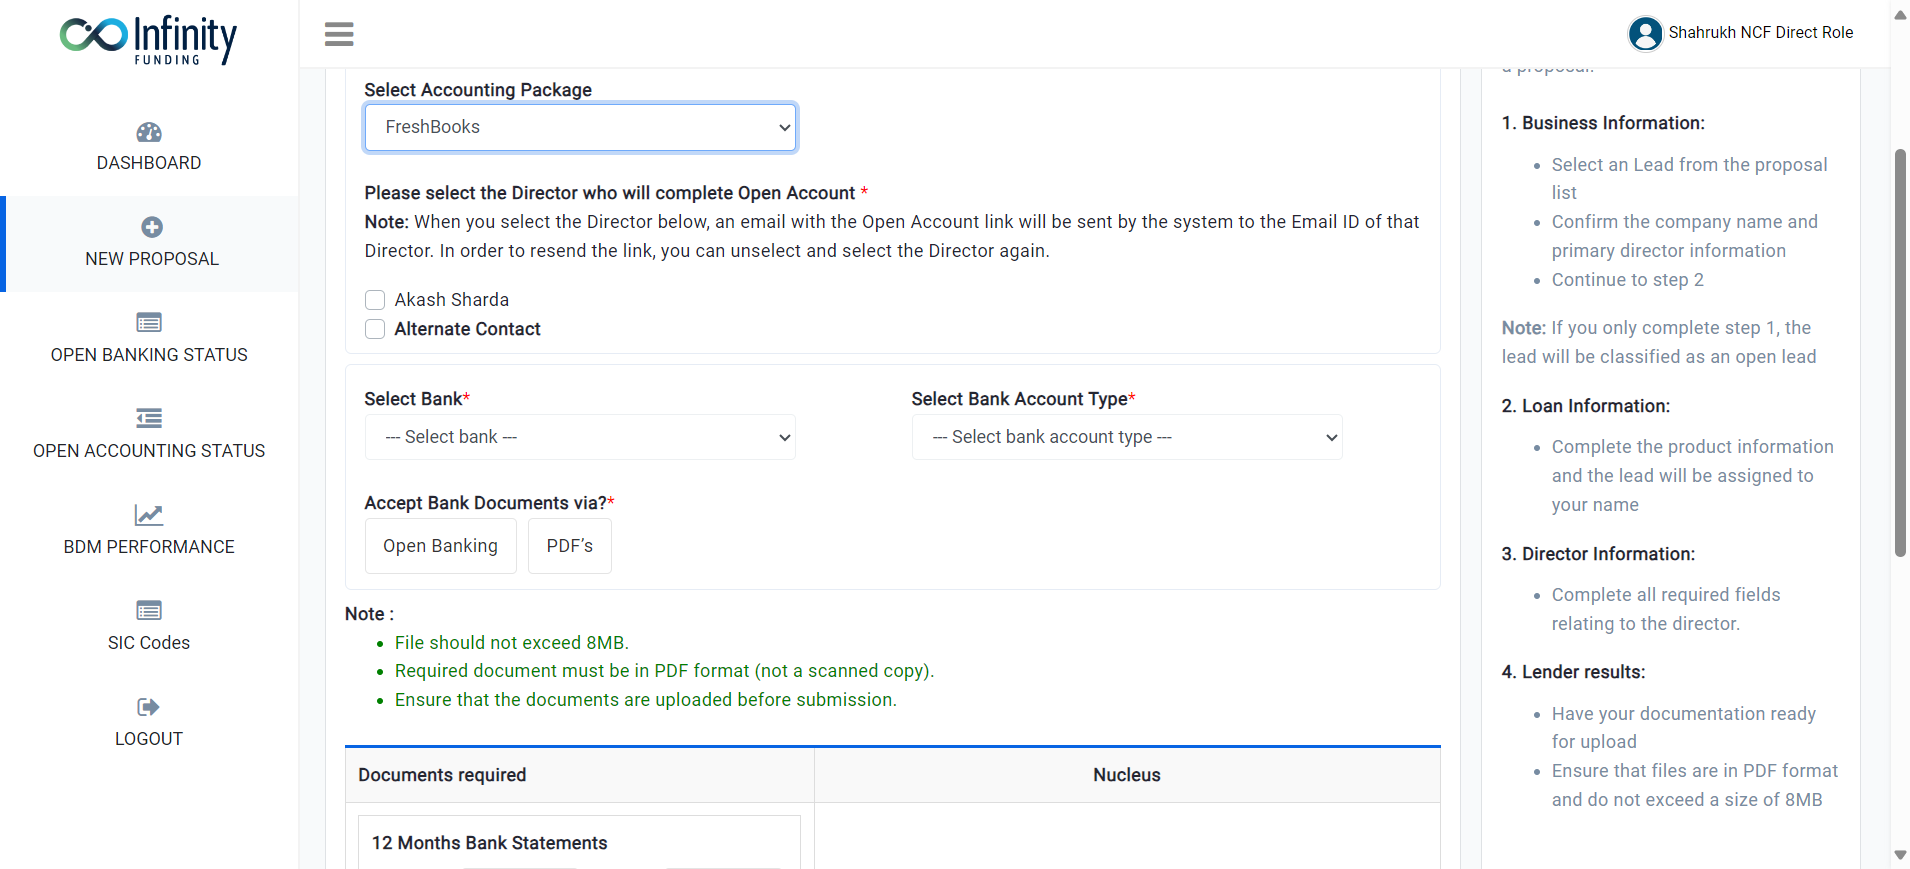 Infinity
FUNDING
Shahrukh NCF Direct Role
DASHBOARD
NEW PROPOSAL
OPEN BANKING STATUS
OPEN ACCOUNTING STATUS
BDM PERFORMANCE
SIC Codes
LOGOUT
Select Accounting Package
FreshBooks
Please select the Director who will complete Open Account *
Note: When you select the Director below, an email with the Open Account link will be sent by the system to the Email ID of that
Director. In order to resend the link, you can unselect and select the Director again.
Akash Sharda
Alternate Contact
Select Bank*
Select Bank Account Type*
--- Select bank ---
--- Select bank account type ---
Accept Bank Documents via?*
Open Banking
PDF’s
Note :
File should not exceed 8MB.
Required document must be in PDF format (not a scanned copy).
Ensure that the documents are uploaded before submission.
Documents required
Nucleus
12 Months Bank Statements
a proposal.
1. Business Information:
Select an Lead from the proposal
list
Confirm the company name and
primary director information
Continue to step 2
Note: If you only complete step 1, the
lead will be classified as an open lead
2. Loan Information:
Complete the product information
and the lead will be assigned to
your name
3. Director Information:
Complete all required fields
relating to the director.
4. Lender results:
Have your documentation ready
for upload
Ensure that files are in PDF format
and do not exceed a size of 8MB